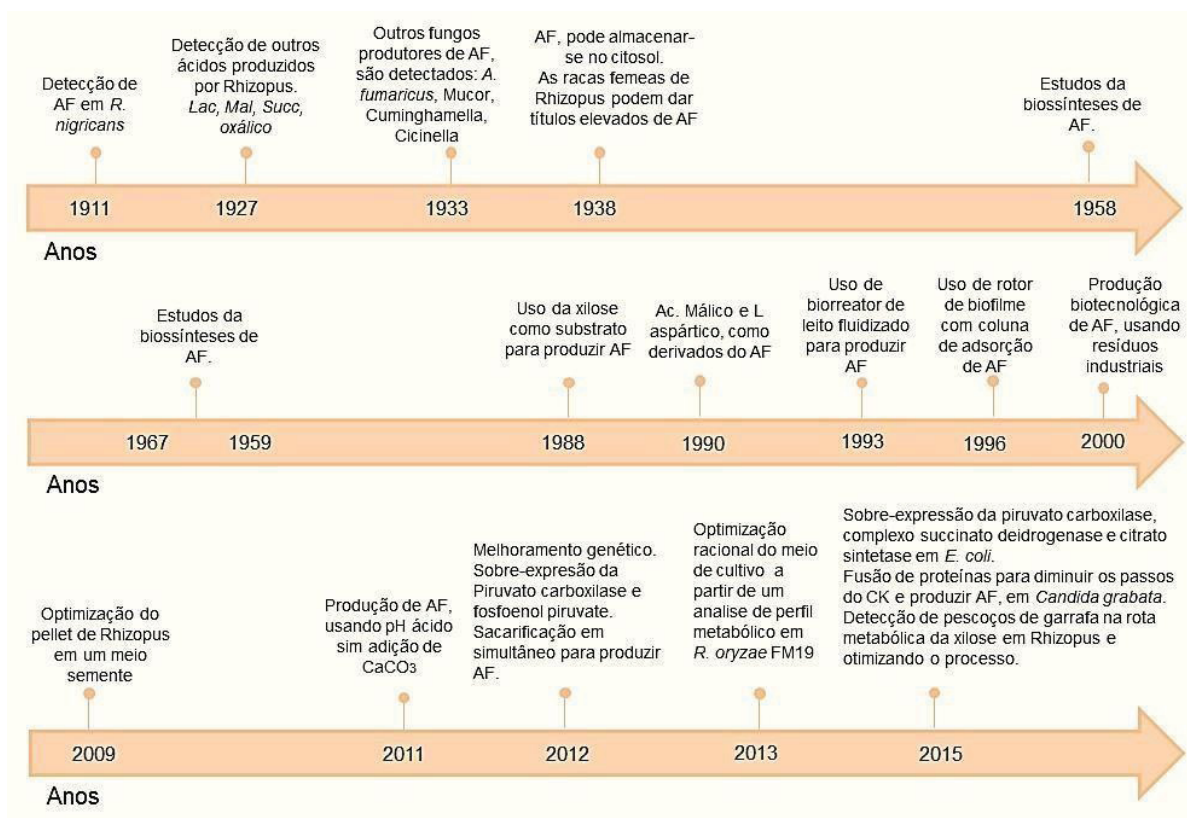 Detecção de
AF em R.
nigricans
Detecção de outros
ácidos produzidos
por Rhizopus.
Lac, Mal, Succ,
oxálico
Outros fungos
produtores de AF,
são detectados: A.
fumaricus, Mucor,
Cuminghamella,
Cicinella
AF, pode almacenar-
se no citosol.
As racas femeas de
Rhizopus podem dar
títulos elevados de AF
Estudos da
biossínteses de
AF.
1911
1927
1933
1938
1958
Anos
Estudos da
biossínteses de
AF.
Uso da xilose
como substrato
para produzir AF
Ac. Málico e L
aspártico, como
derivados do AF
Uso de
biorreator de
leito fluidizado
para produzir
AF
Uso de rotor
de biofilme
com coluna
de adsorção
de AF
Produção
biotecnológica
de AF, usando
resíduos
industriais
1967
1959
1988
1990
1993
1996
2000
Anos
Optimização do
pellet de Rhizopus
em um meio
semente
Produção de AF,
usando pH ácido
sim adição de
CaCO3
Melhoramento genético.
Sobre-expresão da
Piruvato carboxilase e
fosfoenol piruvate.
Sacarificação em
simultâneo para produzir
AF.
Optimização
racional do meio
de cultivo a
partir de um
analise de perfil
metabólico em
R. oryzae FM19
Sobre-expressão da piruvato carboxilase,
complexo succinato deidrogenase e citrato
sintetase em E. coli.
Fusão de proteínas para diminuir os passos
do CK e produzir AF, em Candida grabata.
Detecção de pescoços de garrafa na rota
metabólica da xilose em Rhizopus e
otimizando o processo.
2009
2011
2012
2013
2015
Anos